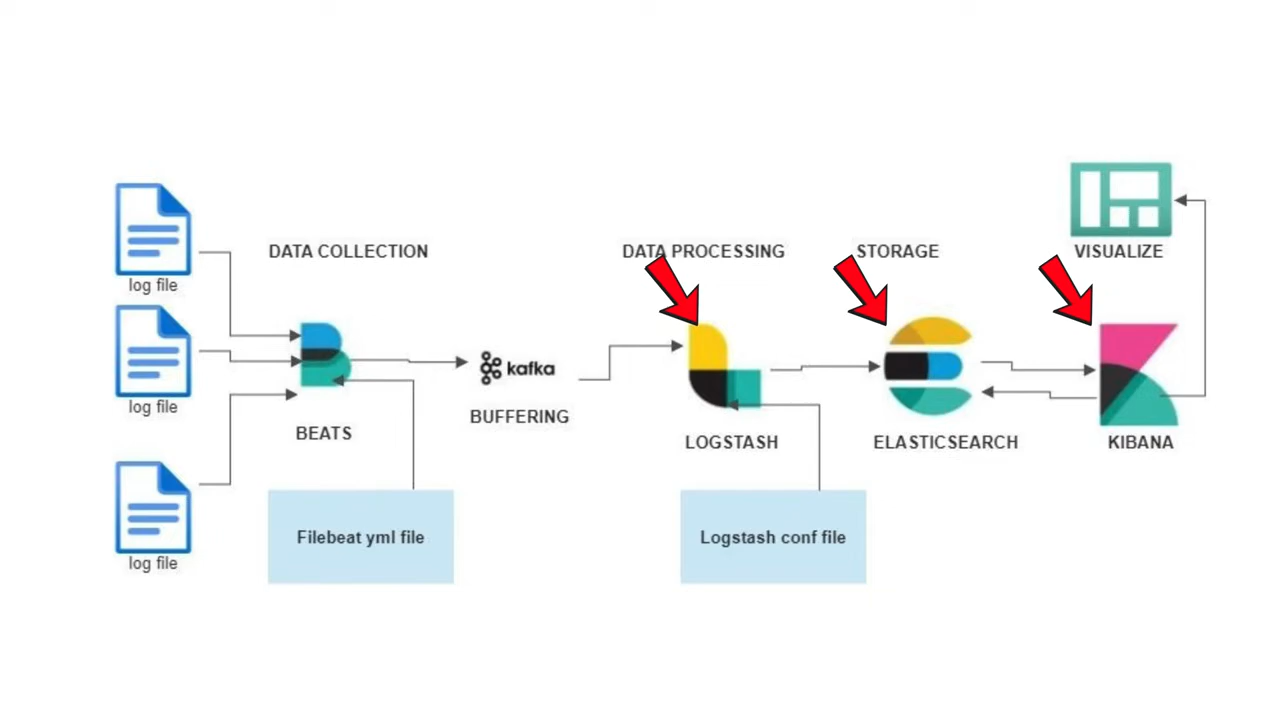 DATA COLLECTION
DATA PROCESSING
STORAGE
VISUALIZE
log file
log file
log file
BEATS
kafka
BUFFERING
LOGSTASH
ELASTICSEARCH
KIBANA
Filebeat yml file
Logstash conf file